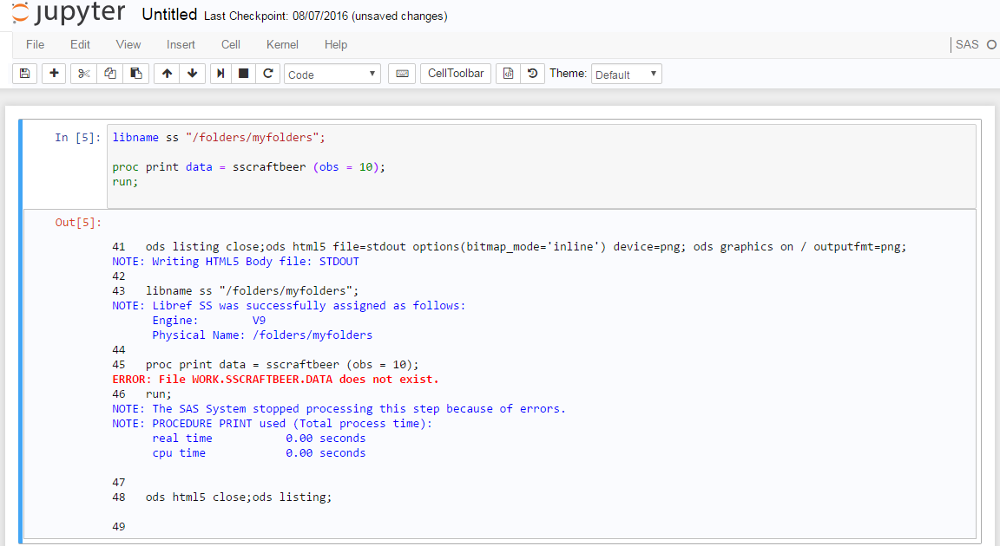 jupyter Untitled Last Checkpoint: 08/07/2016 (unsaved changes)
File Edit View Insert Cell Kernel Help SAS
Code CellToolbar Theme: Default
In [5]: libname ss "/folders/myfolders";
proc print data = sscraftbeer (obs = 10);
run;
Out[5]:
41 ods listing close;ods html5 file=stdout options(bitmap_mode='inline') device=png; ods graphics on / outputfmt=png;
NOTE: Writing HTML5 Body file: STDOUT
42
43 libname ss "/folders/myfolders";
NOTE: Libref SS was successfully assigned as follows:
Engine: V9
Physical Name: /folders/myfolders
44
45 proc print data = sscraftbeer (obs = 10);
ERROR: File WORK.SSCRAFTBEER.DATA does not exist.
46 run;
NOTE: The SAS System stopped processing this step because of errors.
NOTE: PROCEDURE PRINT used (Total process time):
real time 0.00 seconds
cpu time 0.00 seconds
47
48 ods html5 close;ods listing;
49